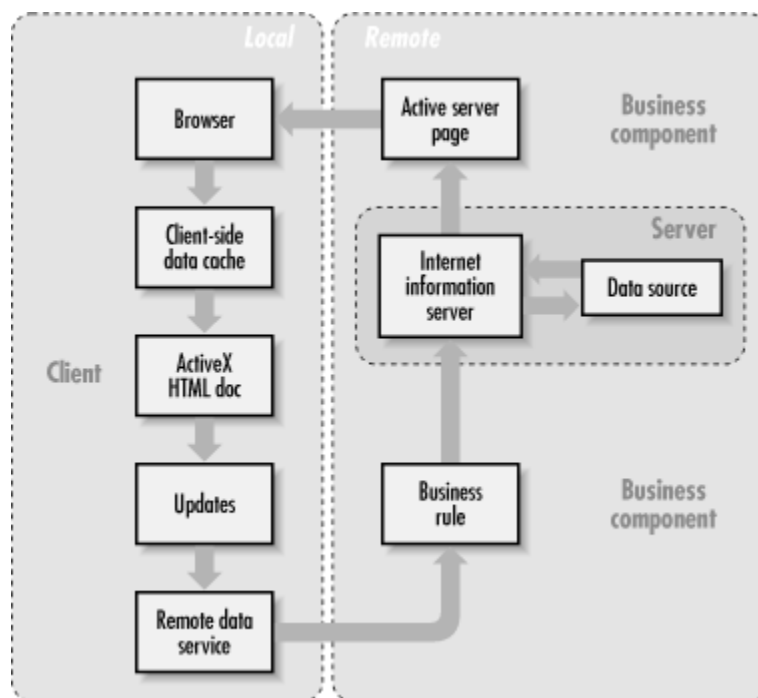 Local
Remote
Browser
Active server
page
Business
component
Client-side
data cache
Server
Internet
information
server
Data source
Client
ActiveX
HTML doc
Updates
Business
rule
Business
component
Remote data
service